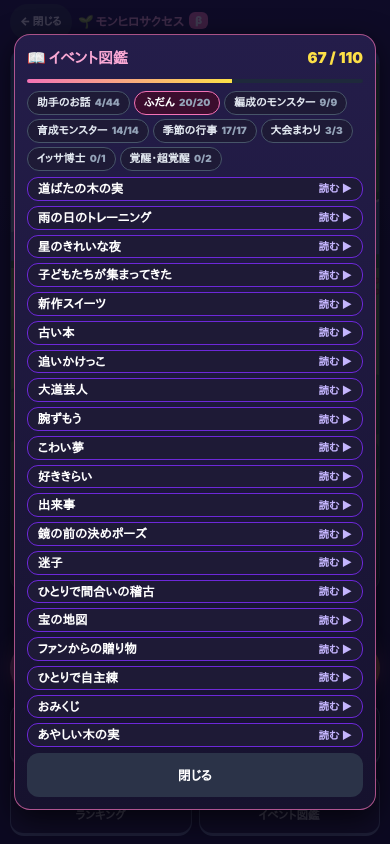 ← 閉じる 🌱 モンヒロサクセス β
📖 イベント図鑑 67 / 110
助手のお話 4/44 ふだん 20/20 編成のモンスター 9/9
育成モンスター 14/14 季節の行事 17/17 大会まわり 3/3
イッサ博士 0/1 覚醒・超覚醒 0/2
道ばたの木の実 読む ▶
雨の日のトレーニング 読む ▶
星のきれいな夜 読む ▶
子どもたちが集まってきた 読む ▶
新作スイーツ 読む ▶
古い本 読む ▶
追いかけっこ 読む ▶
大道芸人 読む ▶
腕ずもう 読む ▶
こわい夢 読む ▶
好ききらい 読む ▶
出来事 読む ▶
鏡の前の決めポーズ 読む ▶
迷子 読む ▶
ひとりで間合いの稽古 読む ▶
宝の地図 読む ▶
ファンからの贈り物 読む ▶
ひとりで自主練 読む ▶
おみくじ 読む ▶
あやしい木の実 読む ▶
閉じる
ランキング イベント図鑑